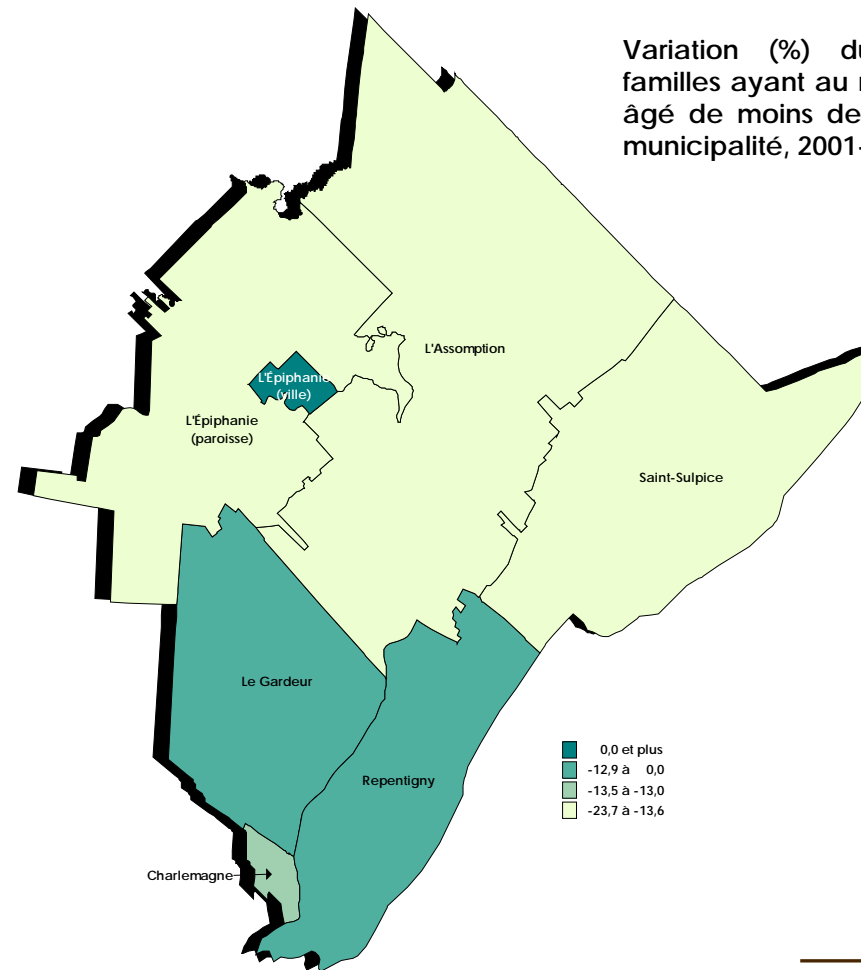 Variation (%) du
familles ayant au
âgé de moins de
municipalité, 2001-
L'Assomption
L'Épiphanie
(ville)
L'Épiphanie
(paroisse)
Saint-Sulpice
Le Gardeur
Repentigny
Charlemagne
0,0 et plus
-12,9 à 0,0
-13,5 à -13,0
-23,7 à -13,6